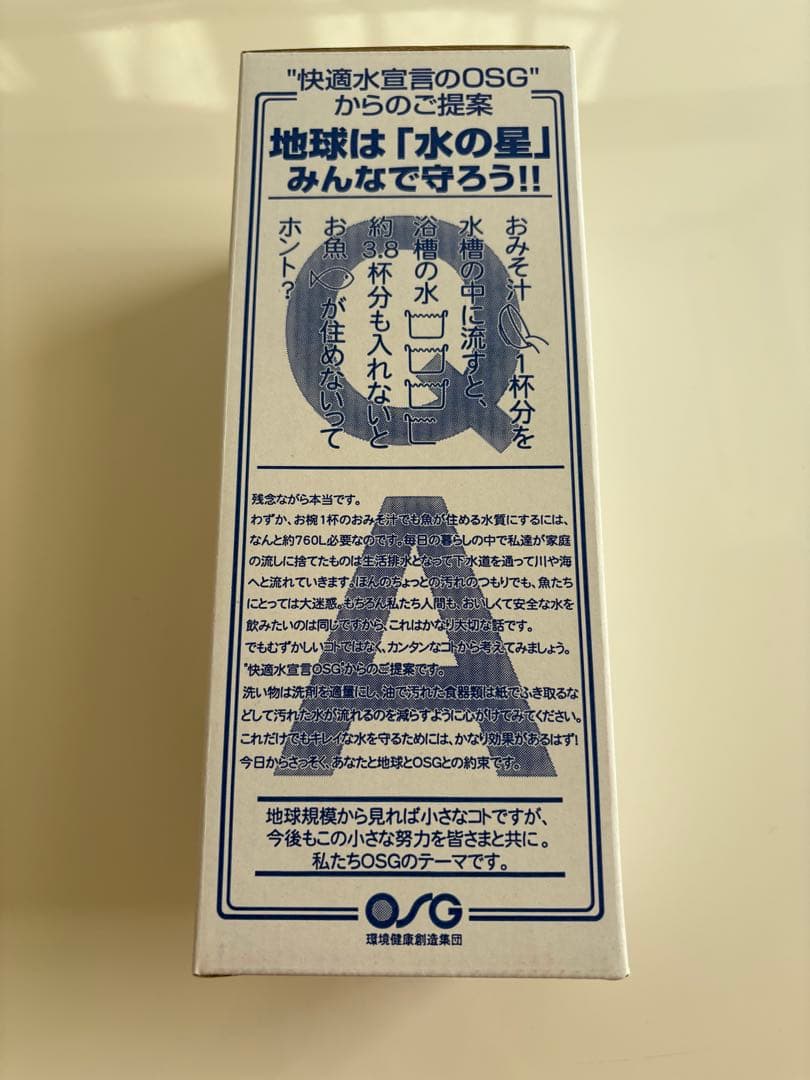 "快適水宣言のOSG"
からのご提案
地球は「水の星」
みんなで守ろう!!
おみそ汁1杯分を
水槽の中に流すと、
浴槽の水
約3.8杯分も入れないと
お魚が住めないって
ホント?
Q
残念ながら本当です。
わずか、お椀1杯のおみそ汁でも魚が住める水質にするには、
なんと約760L必要なのです。毎日の暮らしの中で私達が家庭
の流しに捨てたものは生活排水となって下水道を通って川や海
へと流れていきます。ほんのちょっとの汚れのつもりでも、魚たち
にとっては大迷惑。もちろん私たち人間も、おいしくて安全な水を
飲みたいのは同じですから、これはかなり大切な話です。
でもむずかしいコトではなく、カンタンなコトから考えてみましょう。
"快適水宣言OSG"からのご提案です。
洗い物は洗剤を適量にし、油で汚れた食器類は紙でふき取るな
どして汚れた水が流れるのを減らすように心がけてみてください。
これだけでもキレイな水を守るためには、かなり効果があるはず!
今日からさっそく、あなたと地球とOSGとの約束です。
A
地球規模から見れば小さなコトですが、
今後もこの小さな努力を皆さまと共に。
私たちOSGのテーマです。
OSG
環境健康創造集団